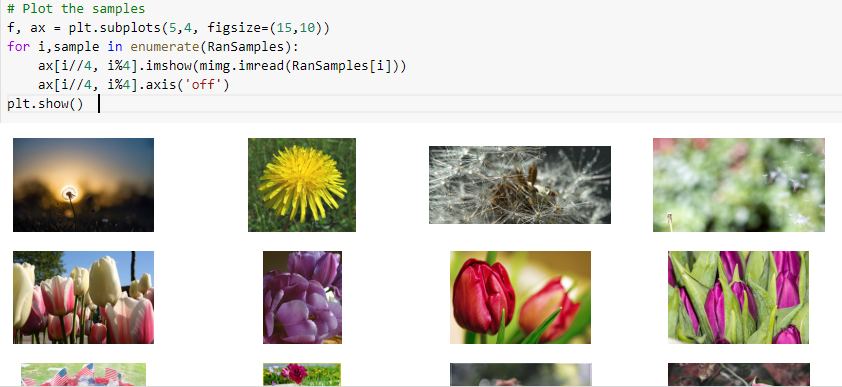 # Plot the samples
f, ax = plt.subplots(5,4, figsize=(15,10))
for i,sample in enumerate(RanSamples):
    ax[i//4, i%4].imshow(mimg.imread(RanSamples[i]))
    ax[i//4, i%4].axis('off')
plt.show()